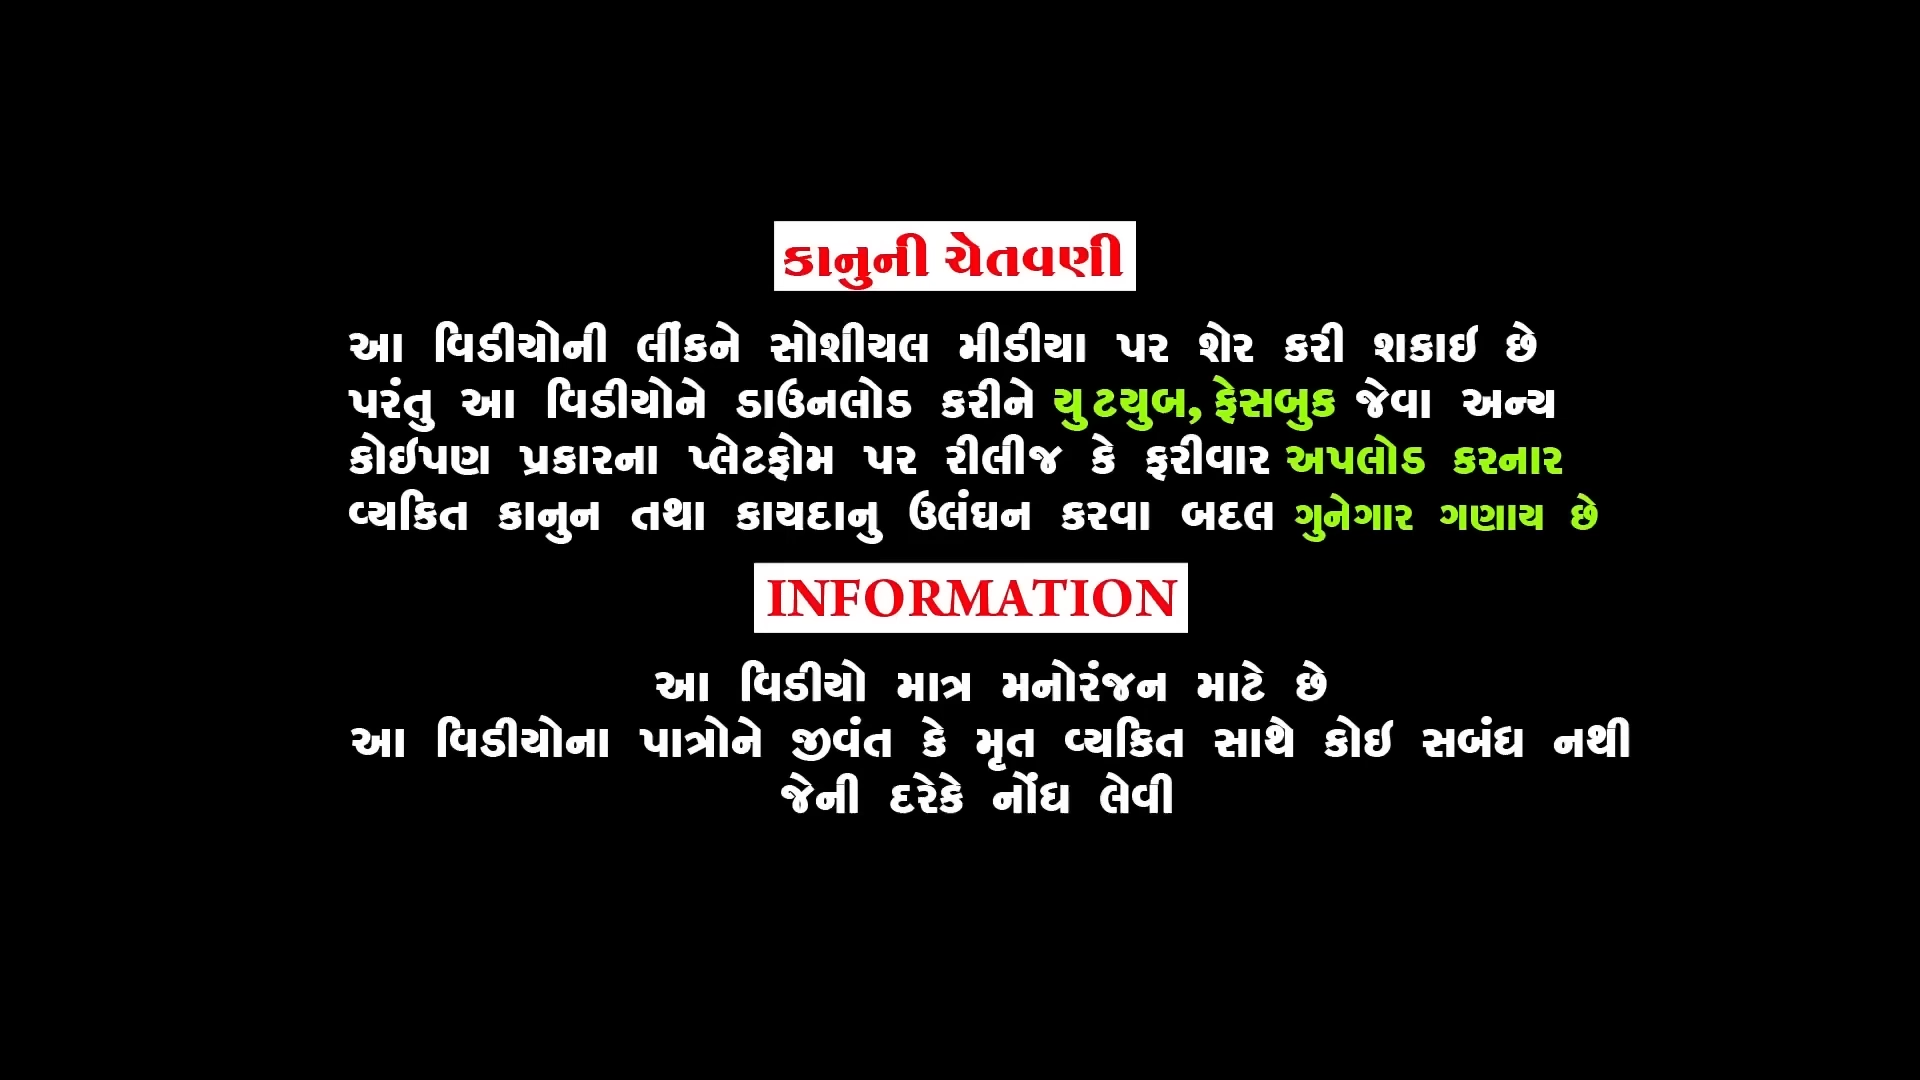 કાનુની ચેતવણી
આ વિડીયોની લીંકને સોશીયલ મીડીયા પર શેર કરી શકાઇ છે
પરંતુ આ વિડીયોને ડાઉનલોડ કરીને યુ ટયુબ, ફેસબુક જેવા અન્ય
કોઇપણ પ્રકારના પ્લેટફોમ પર રીલીજ કે ફરીવાર અપલોડ કરનાર
વ્યકિત કાનુન તથા કાયદાનુ ઉલંઘન કરવા બદલ ગુનેગાર ગણાય છે
INFORMATION
આ વિડીયો માત્ર મનોરંજન માટે છે
આ વિડીયોના પાત્રોને જીવંત કે મૃત વ્યકિત સાથે કોઇ સબંધ નથી
જેની દરેકે નોંધ લેવી